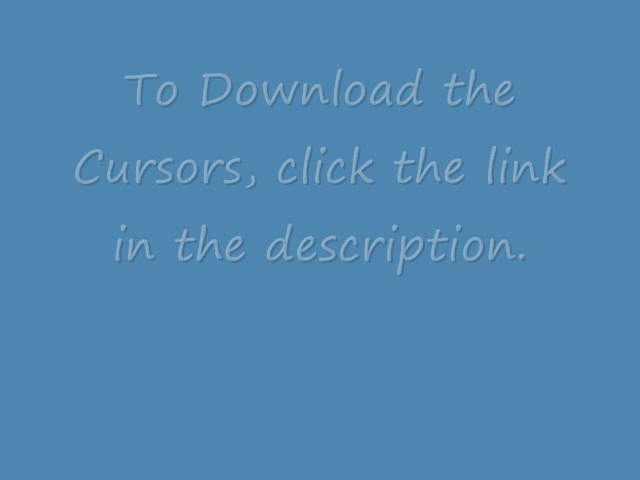 To Download the
Cursors, click the link
in the description.